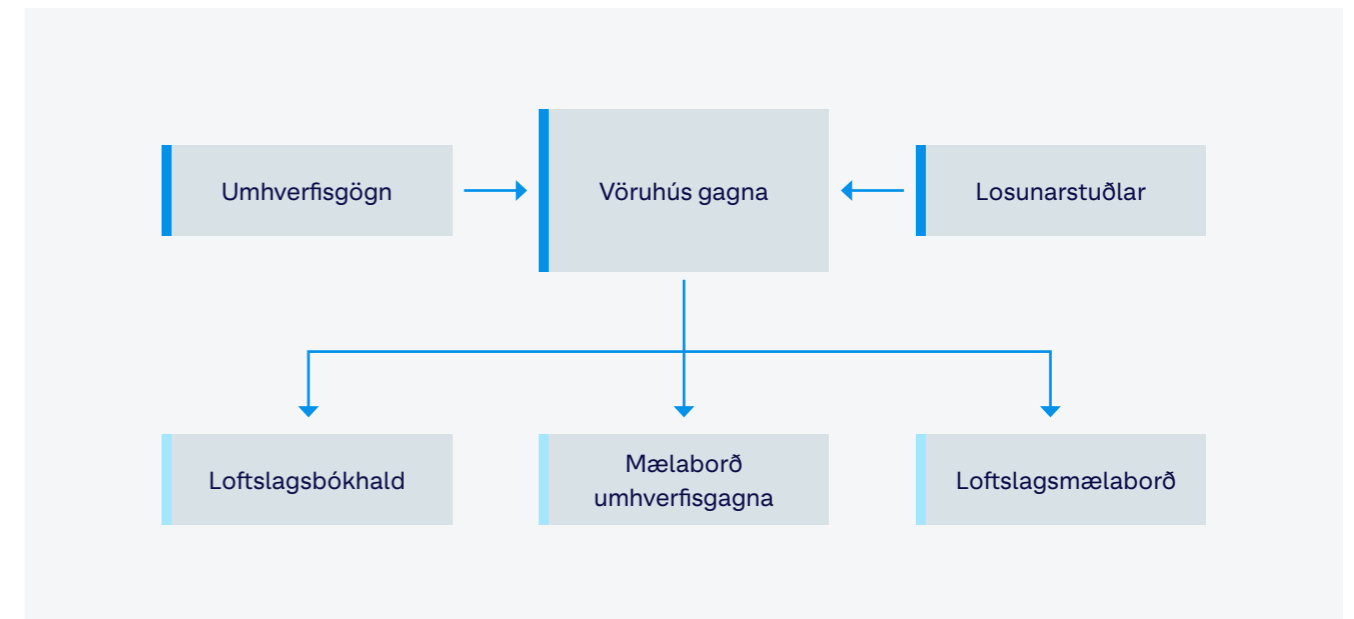 Umhverfisgögn
Vöruhús gagna
Losunarstuðlar
Loftslagsbókhald
Mælaborð
umhverfisgagna
Loftslagsmælaborð